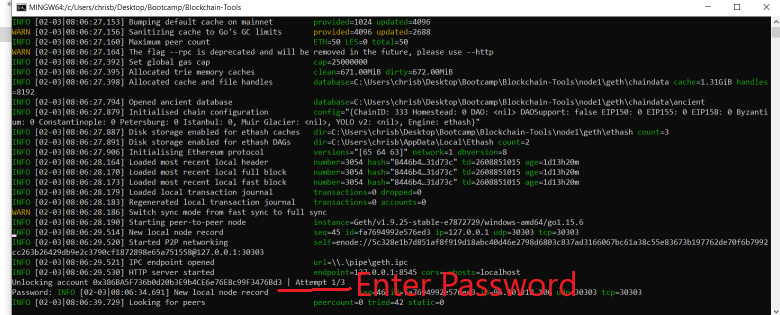 MINGW64:/c/Users/chrisb/Desktop/Bootcamp/Blockchain-Tools
INFO [02-03|08:06:27.153] Bumping default cache on mainnet provided=1024 updated=4096
WARN [02-03|08:06:27.156] Sanitizing cache to Go's GC limits provided=4096 updated=2688
INFO [02-03|08:06:27.160] Maximum peer count ETH=50 LES=0 total=50
WARN [02-03|08:06:27.164] The flag --rpc is deprecated and will be removed in the future, please use --http
INFO [02-03|08:06:27.392] Set global gas cap cap=25000000
INFO [02-03|08:06:27.395] Allocated trie memory caches clean=671.00MiB dirty=672.00MiB
INFO [02-03|08:06:27.398] Allocated cache and file handles database=C:\Users\chrisb\Desktop\Bootcamp\Blockchain-Tools\node1\geth\chaindata cache=1.31GiB handles
=8192
INFO [02-03|08:06:27.794] Opened ancient database database=C:\Users\chrisb\Desktop\Bootcamp\Blockchain-Tools\node1\geth\chaindata\ancient
INFO [02-03|08:06:27.879] Initialised chain configuration config="{ChainID: 333 Homestead: 0 DAO: <nil> DAOSupport: false EIP150: 0 EIP155: 0 EIP158: 0 Byzanti
um: 0 Constantinople: 0 Petersburg: 0 Istanbul: 0, Muir Glacier: <nil>, YOLO v2: <nil>, Engine: ethash}"
INFO [02-03|08:06:27.887] Disk storage enabled for ethash caches dir=C:\Users\chrisb\Desktop\Bootcamp\Blockchain-Tools\node1\geth\ethash count=3
INFO [02-03|08:06:27.891] Disk storage enabled for ethash DAGs dir=C:\Users\chrisb\AppData\Local\Ethash count=2
INFO [02-03|08:06:27.906] Initialising Ethereum protocol versions="[65 64 63]" network=1 dbversion=8
INFO [02-03|08:06:28.164] Loaded most recent local header number=3054 hash="8446b4…31d73c" td=2608851015 age=1d13h20m
INFO [02-03|08:06:28.170] Loaded most recent local full block number=3054 hash="8446b4…31d73c" td=2608851015 age=1d13h20m
INFO [02-03|08:06:28.173] Loaded most recent local fast block number=3054 hash="8446b4…31d73c" td=2608851015 age=1d13h20m
INFO [02-03|08:06:28.179] Loaded local transaction journal transactions=0 dropped=0
INFO [02-03|08:06:28.183] Regenerated local transaction journal transactions=0 accounts=0
WARN [02-03|08:06:28.186] Switch sync mode from fast sync to full sync
INFO [02-03|08:06:28.190] Starting peer-to-peer node instance=Geth/v1.9.25-stable-e7872729/windows-amd64/go1.15.6
INFO [02-03|08:06:29.514] New local node record seq=45 id=fa7694992e576ed3 ip=127.0.0.1 udp=30303 tcp=30303
INFO [02-03|08:06:29.520] Started P2P networking self=enode://5c328e1b7d851af8f919d18abc40d46e2798d6803c837ad3166067bc61a38c55e83673b197762de70f6b7992
cc263b26429db9e2c3790cf1872898e65a751558@127.0.0.1:30303
INFO [02-03|08:06:29.521] IPC endpoint opened url=\\.\pipe\geth.ipc
INFO [02-03|08:06:29.530] HTTP server started endpoint=127.0.0.1:8545 cors= vhosts=localhost
Unlocking account 0x386BA5F736b0d20b3E9b4CE6e76E8c99F3476Bd3 | Attempt 1/3
Enter Password
Password: INFO [02-03|08:06:34.691] New local node record udp=30303 tcp=30303
INFO [02-03|08:06:39.729] Looking for peers peercount=0 tried=42 static=0